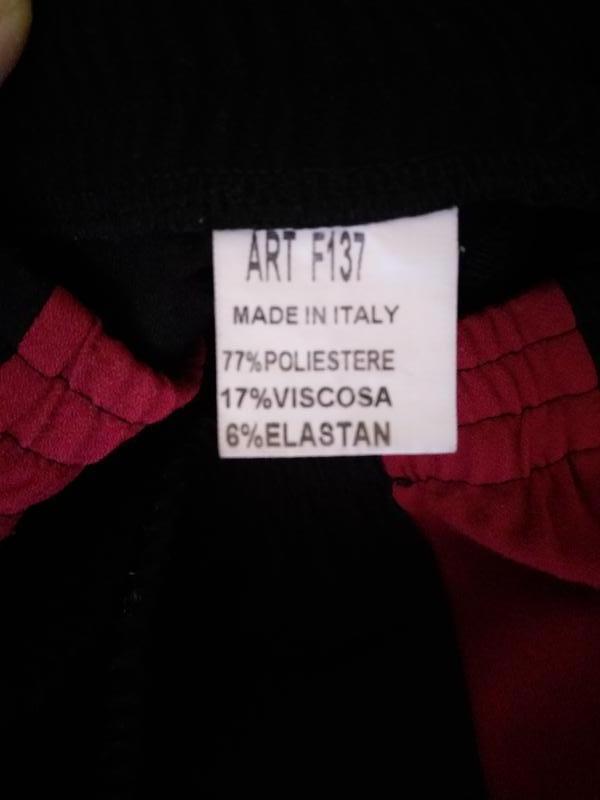 ART F137
MADE IN ITALY
77%POLIESTERE
17%VISCOSA
6%ELASTAN